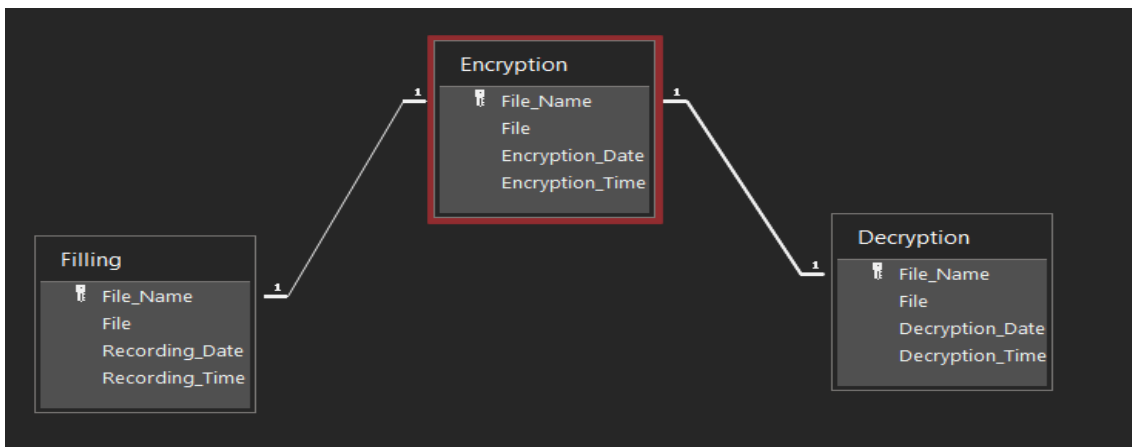 Encryption
File_Name
File
Encryption_Date
Encryption_Time
1
1
Filling
File_Name
File
Recording_Date
Recording_Time
1
Decryption
File_Name
File
Decryption_Date
Decryption_Time
1